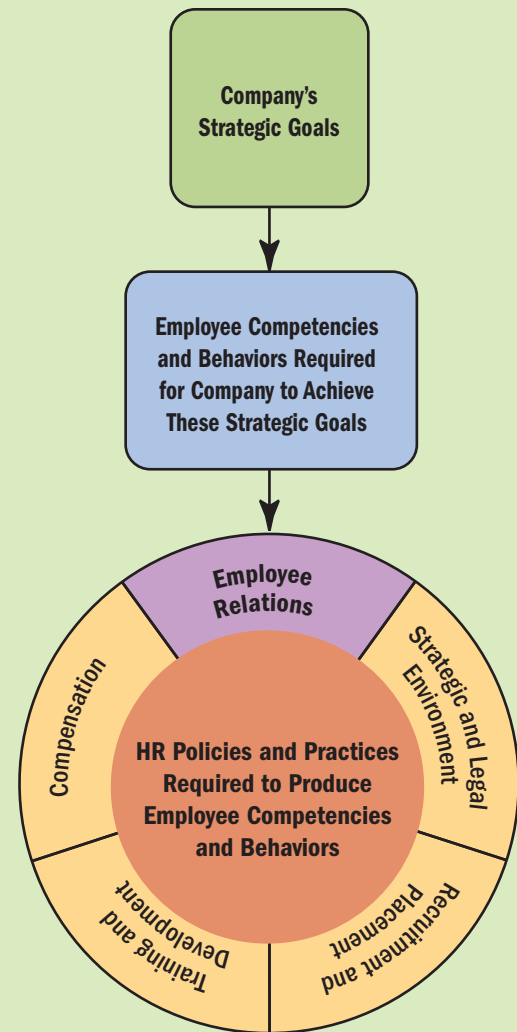 Company's
Strategic Goals
Employee Competencies
and Behaviors Required
for Company to Achieve
These Strategic Goals
Employee
Relations
Strategic and Legal
Environment
Recruitment and
Placement
Training and
Development
Compensation
HR Policies and Practices
Required to Produce
Employee Competencies
and Behaviors